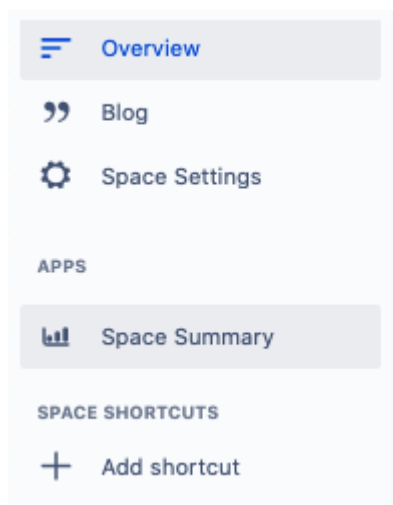 Overview
Blog
Space Settings
APPS
Space Summary
SPACE SHORTCUTS
Add shortcut